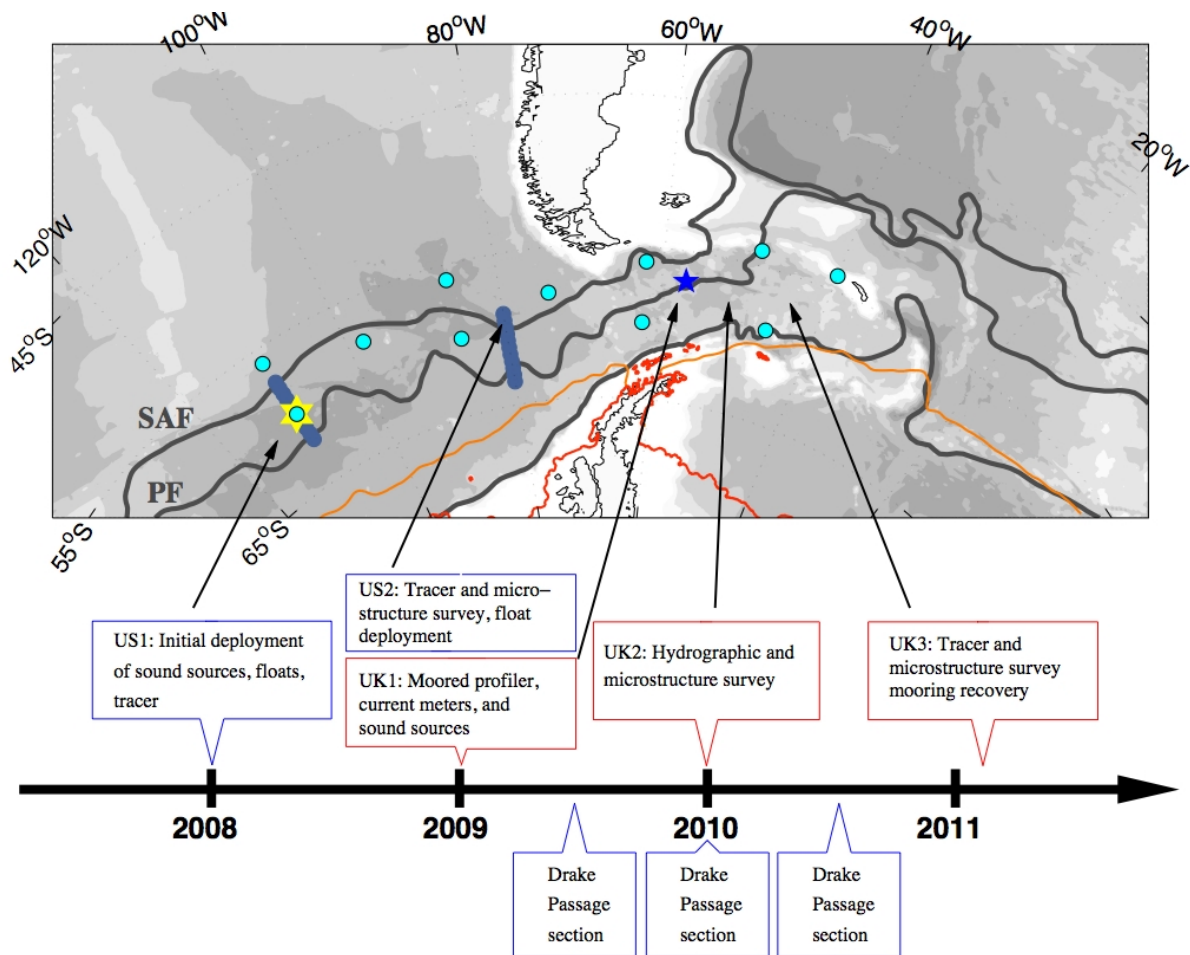 100°W
80°W
60°W
40°W
20°W
120°W
45°S
SAF
PF
55°S
65°S
US1: Initial deployment
of sound sources, floats,
tracer
US2: Tracer and micro–
structure survey, float
deployment
UK1: Moored profiler,
current meters, and
sound sources
UK2: Hydrographic and
microstructure survey
UK3: Tracer and
microstructure survey
mooring recovery
2008
2009
2010
2011
Drake
Passage
section
Drake
Passage
section
Drake
Passage
section